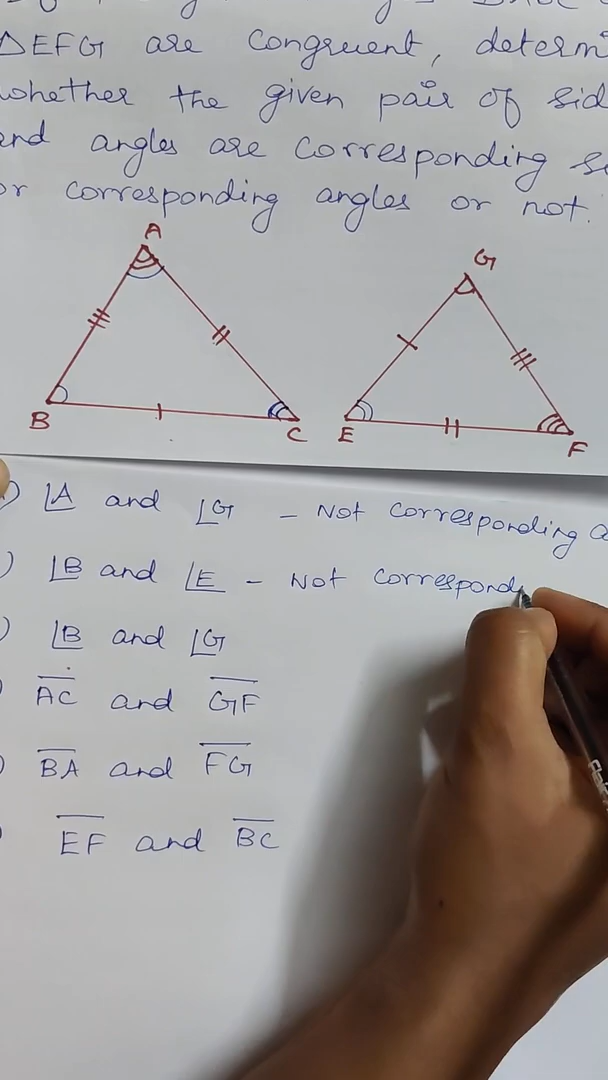 △EFG are congruent, determ
whether the given pair of sid
and angles are corresponding s
or corresponding angles or not.
A
G
B
C
E
F
∠A and ∠G - Not corresponding a
∠B and ∠E - Not correspond
∠B and ∠G
AC and GF
BA and FG
EF and BC